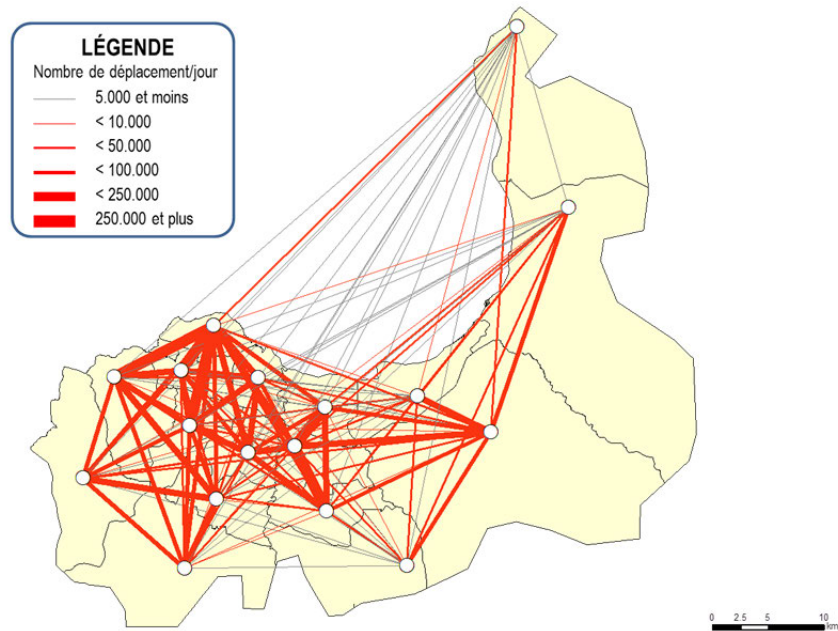 LÉGENDE
Nombre de déplacement/jour
5.000 et moins
< 10.000
< 50.000
< 100.000
< 250.000
250.000 et plus
0 2.5 5 10
km